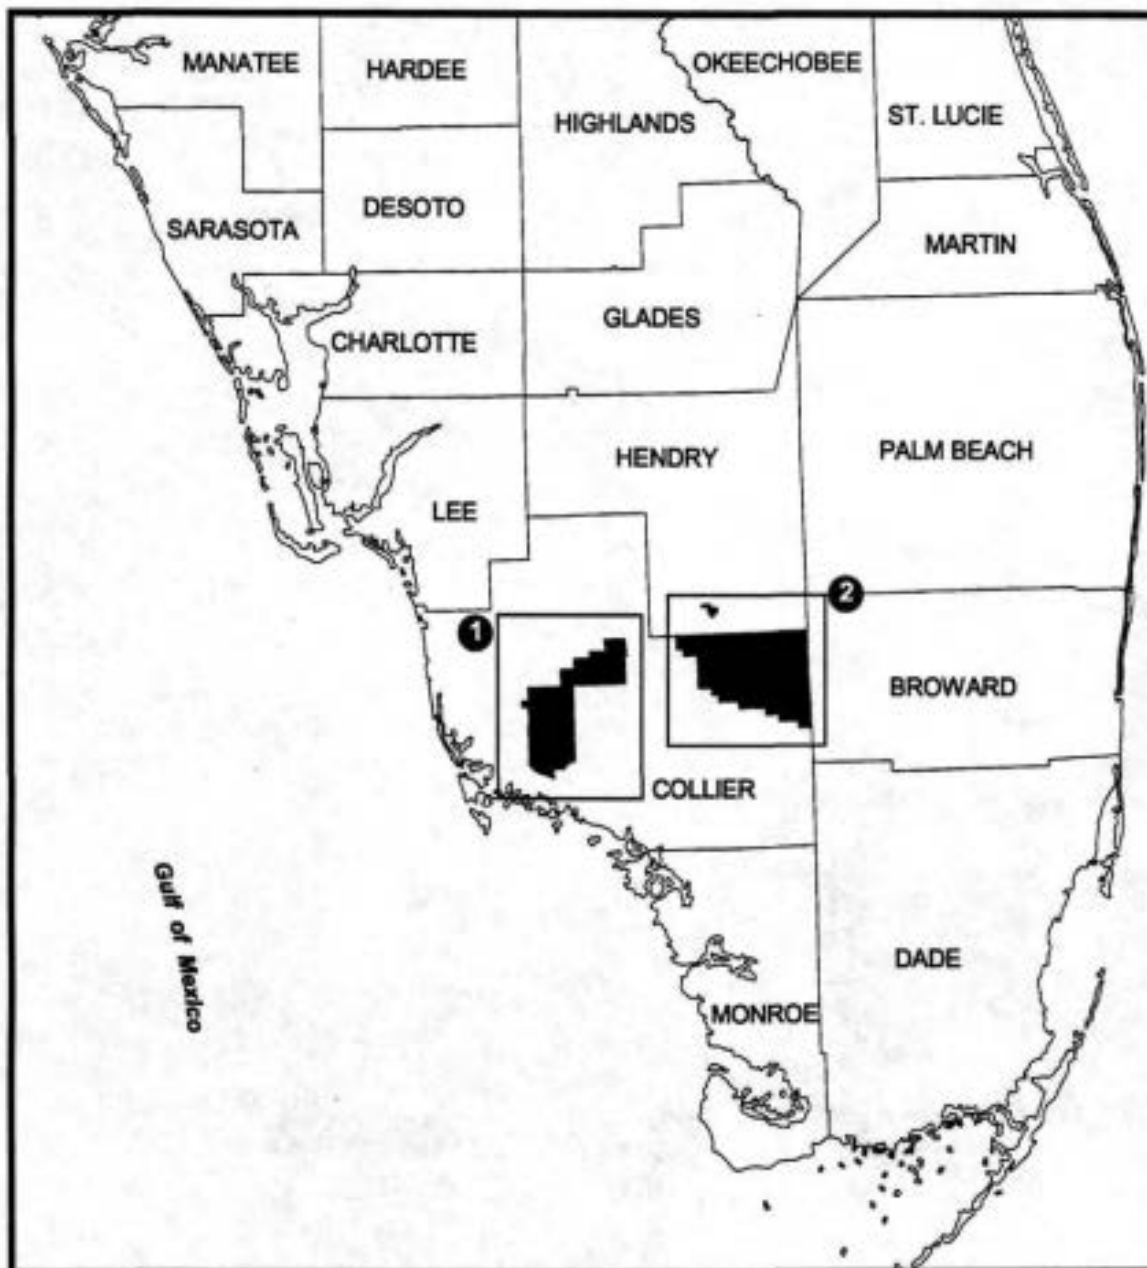 MANATEE
HARDEE
OKEECHOBEE
HIGHLANDS
ST. LUCIE
DESOTO
SARASOTA
MARTIN
GLADES
CHARLOTTE
HENDRY
PALM BEACH
LEE
1
2
BROWARD
COLLIER
Gulf of Mexico
DADE
MONROE